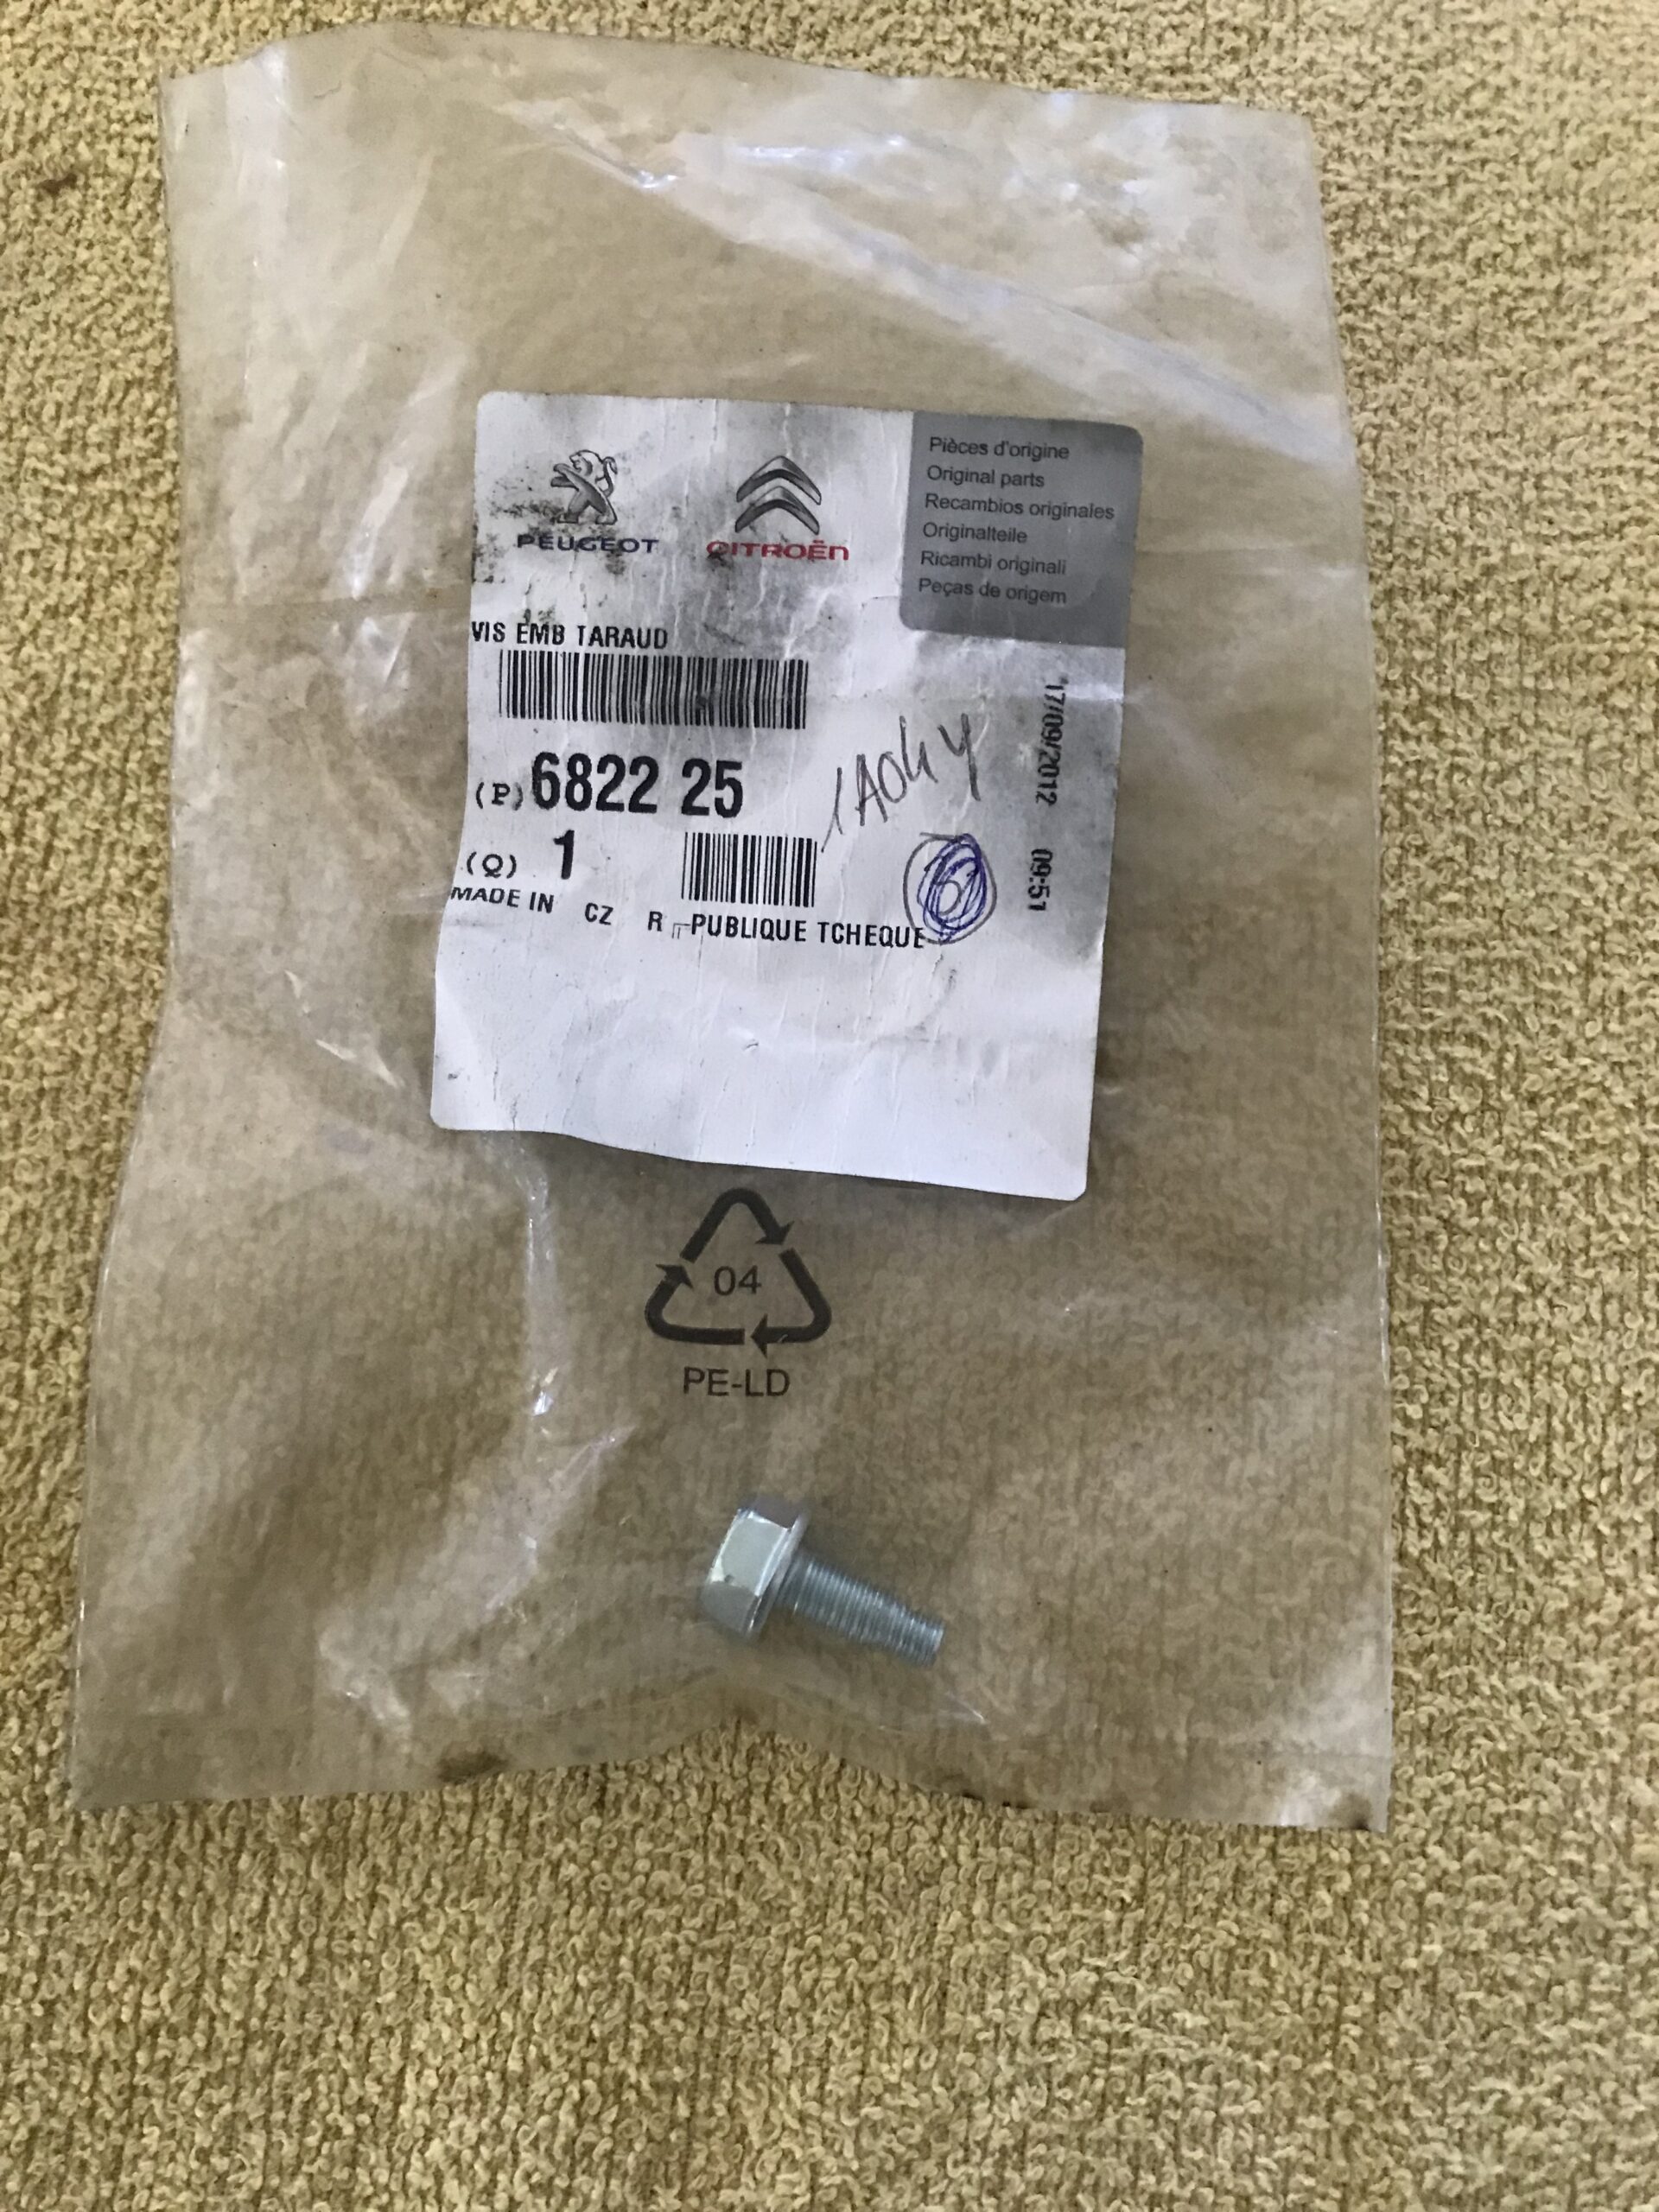 PEUGEOT
CITROËN
Pièces d'origine
Original parts
Recambios originales
Originalteile
Ricambi originali
Peças de origem
VIS EMB TARAUD
(P) 6822 25
(Q) 1
MADE IN CZ R╓PUBLIQUE TCHEQUE
17/09/2012 09:51
04
PE-LD